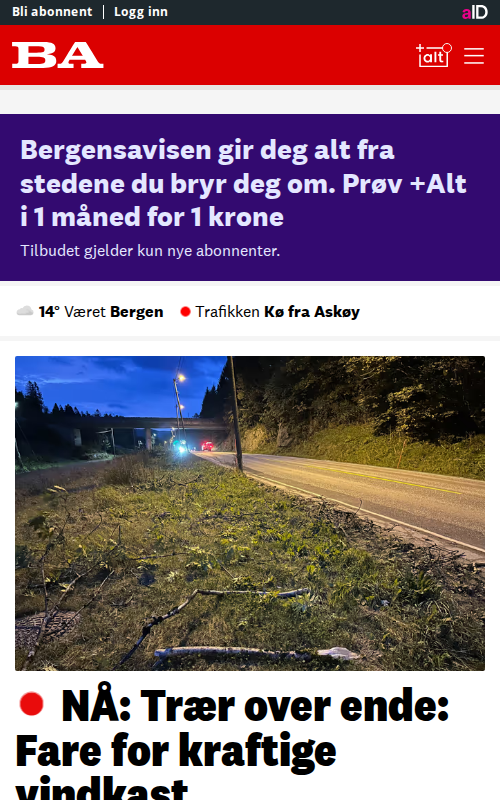 Bli abonnent
Logg inn
aID
BA
+alt
Bergensavisen gir deg alt fra
stedene du bryr deg om. Prøv +Alt
i 1 måned for 1 krone
Tilbudet gjelder kun nye abonnenter.
14° Været Bergen
Trafikken Kø fra Askøy
NÅ: Trær over ende:
Fare for kraftige
vindkast